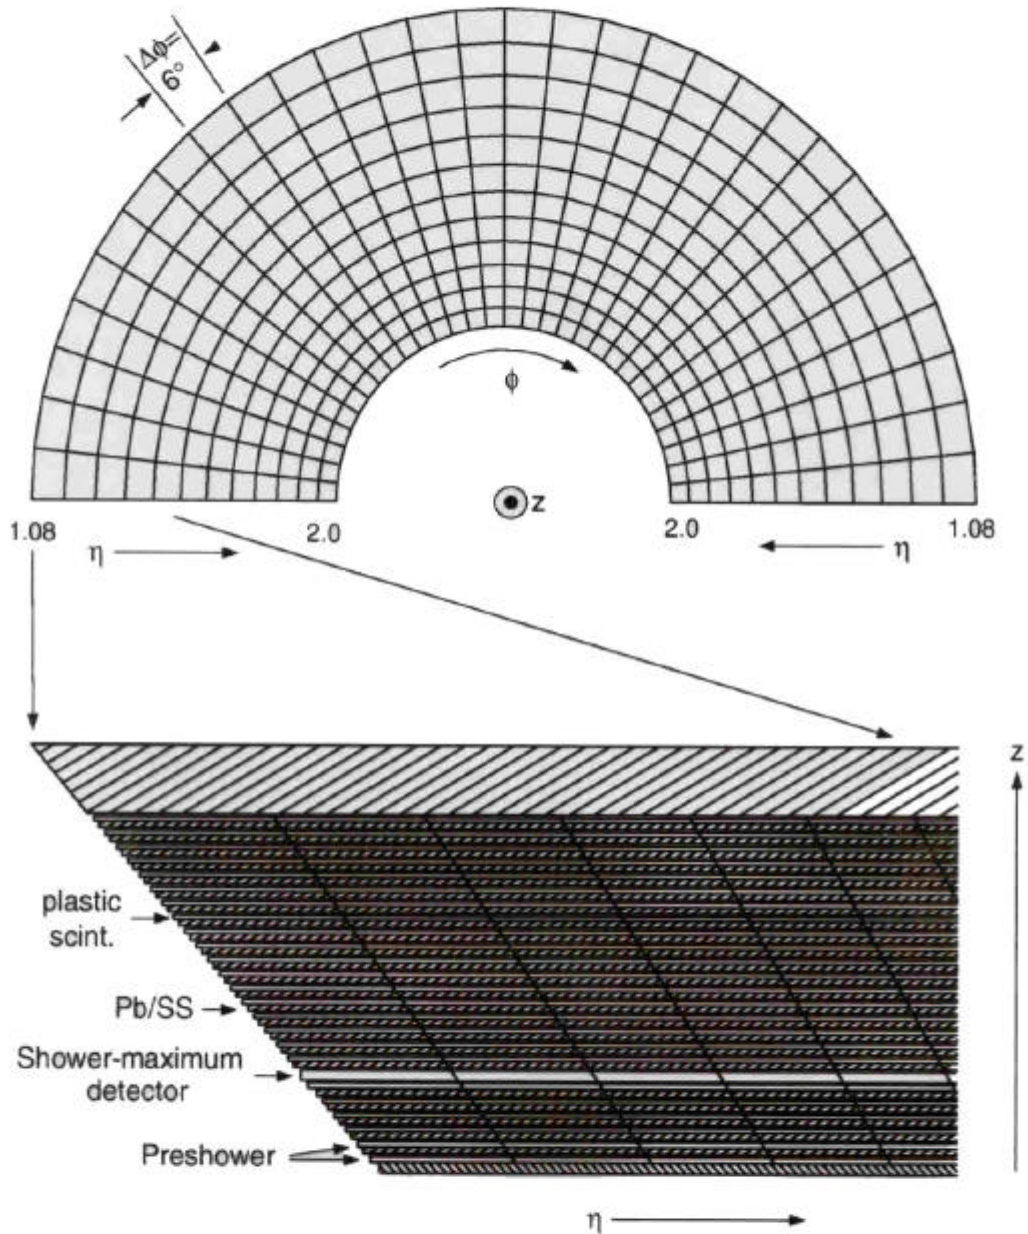 Δϕ=
6°
ϕ
z
1.08
2.0
2.0
1.08
η
η
z
plastic
scint.
Pb/SS
Shower-maximum
detector
Preshower
η